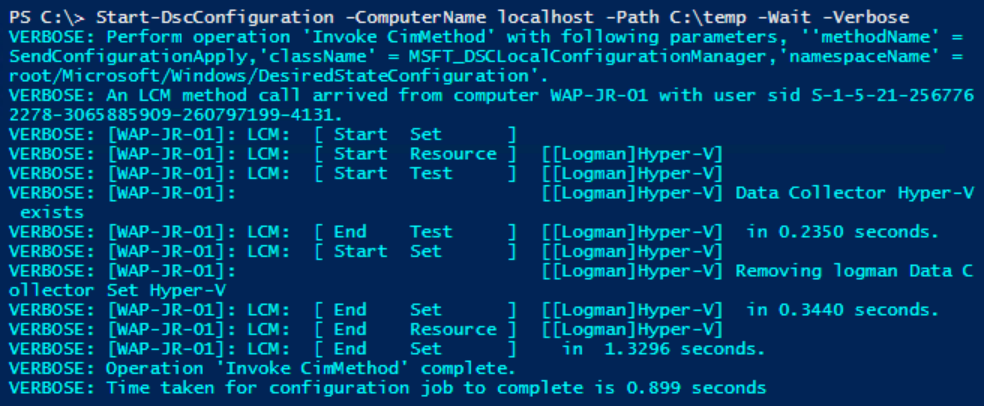 PS C:\> Start-DscConfiguration -ComputerName localhost -Path C:\temp -Wait -Verbose
VERBOSE: Perform operation 'Invoke CimMethod' with following parameters, ''methodName' =
SendConfigurationApply,'className' = MSFT_DSCLocalConfigurationManager,'namespaceName' =
root/Microsoft/Windows/DesiredStateConfiguration'.
VERBOSE: An LCM method call arrived from computer WAP-JR-01 with user sid S-1-5-21-256776
2278-3065885909-260797199-4131.
VERBOSE: [WAP-JR-01]: LCM:  [ Start  Set      ]
VERBOSE: [WAP-JR-01]: LCM:  [ Start  Resource ]  [[Logman]Hyper-V]
VERBOSE: [WAP-JR-01]: LCM:  [ Start  Test     ]  [[Logman]Hyper-V]
VERBOSE: [WAP-JR-01]:                            [[Logman]Hyper-V] Data Collector Hyper-V
 exists
VERBOSE: [WAP-JR-01]: LCM:  [ End    Test     ]  [[Logman]Hyper-V]  in 0.2350 seconds.
VERBOSE: [WAP-JR-01]: LCM:  [ Start  Set      ]  [[Logman]Hyper-V]
VERBOSE: [WAP-JR-01]:                            [[Logman]Hyper-V] Removing logman Data C
ollector Set Hyper-V
VERBOSE: [WAP-JR-01]: LCM:  [ End    Set      ]  [[Logman]Hyper-V]  in 0.3440 seconds.
VERBOSE: [WAP-JR-01]: LCM:  [ End    Resource ]  [[Logman]Hyper-V]
VERBOSE: [WAP-JR-01]: LCM:  [ End    Set      ]    in  1.3296 seconds.
VERBOSE: Operation 'Invoke CimMethod' complete.
VERBOSE: Time taken for configuration job to complete is 0.899 seconds